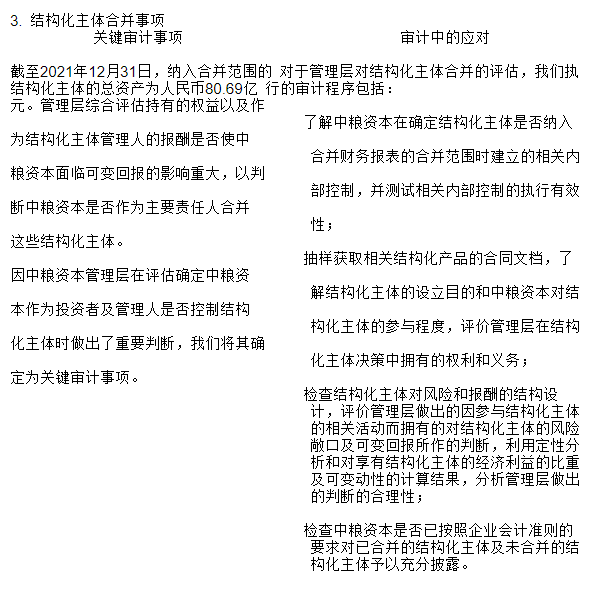 3. 结构化主体合并事项
关键审计事项
截至2021年12月31日，纳入合并范围的
结构化主体的总资产为人民币80.69亿
元。管理层综合评估持有的权益以及作
为结构化主体管理人的报酬是否使中
粮资本面临可变回报的影响重大，以判
断中粮资本是否作为主要责任人合并
这些结构化主体。
因中粮资本管理层在评估确定中粮资
本作为投资者及管理人是否控制结构
化主体时做出了重要判断，我们将其确
定为关键审计事项。
审计中的应对
对于管理层对结构化主体合并的评估，我们执
行的审计程序包括：
了解中粮资本在确定结构化主体是否纳入
合并财务报表的合并范围时建立的相关内
部控制，并测试相关内部控制的执行有效
性；
抽样获取相关结构化产品的合同文档，了
解结构化主体的设立目的和中粮资本对结
构化主体的参与程度，评价管理层在结构
化主体决策中拥有的权利和义务；
检查结构化主体对风险和报酬的结构设
计，评价管理层做出的因参与结构化主体
的相关活动而拥有的对结构化主体的风险
敞口及可变回报所作的判断，利用定性分
析和对享有结构化主体的经济利益的比重
及可变动性的计算结果，分析管理层做出
的判断的合理性；
检查中粮资本是否已按照企业会计准则的
要求对已合并的结构化主体及未合并的结
构化主体予以充分披露。